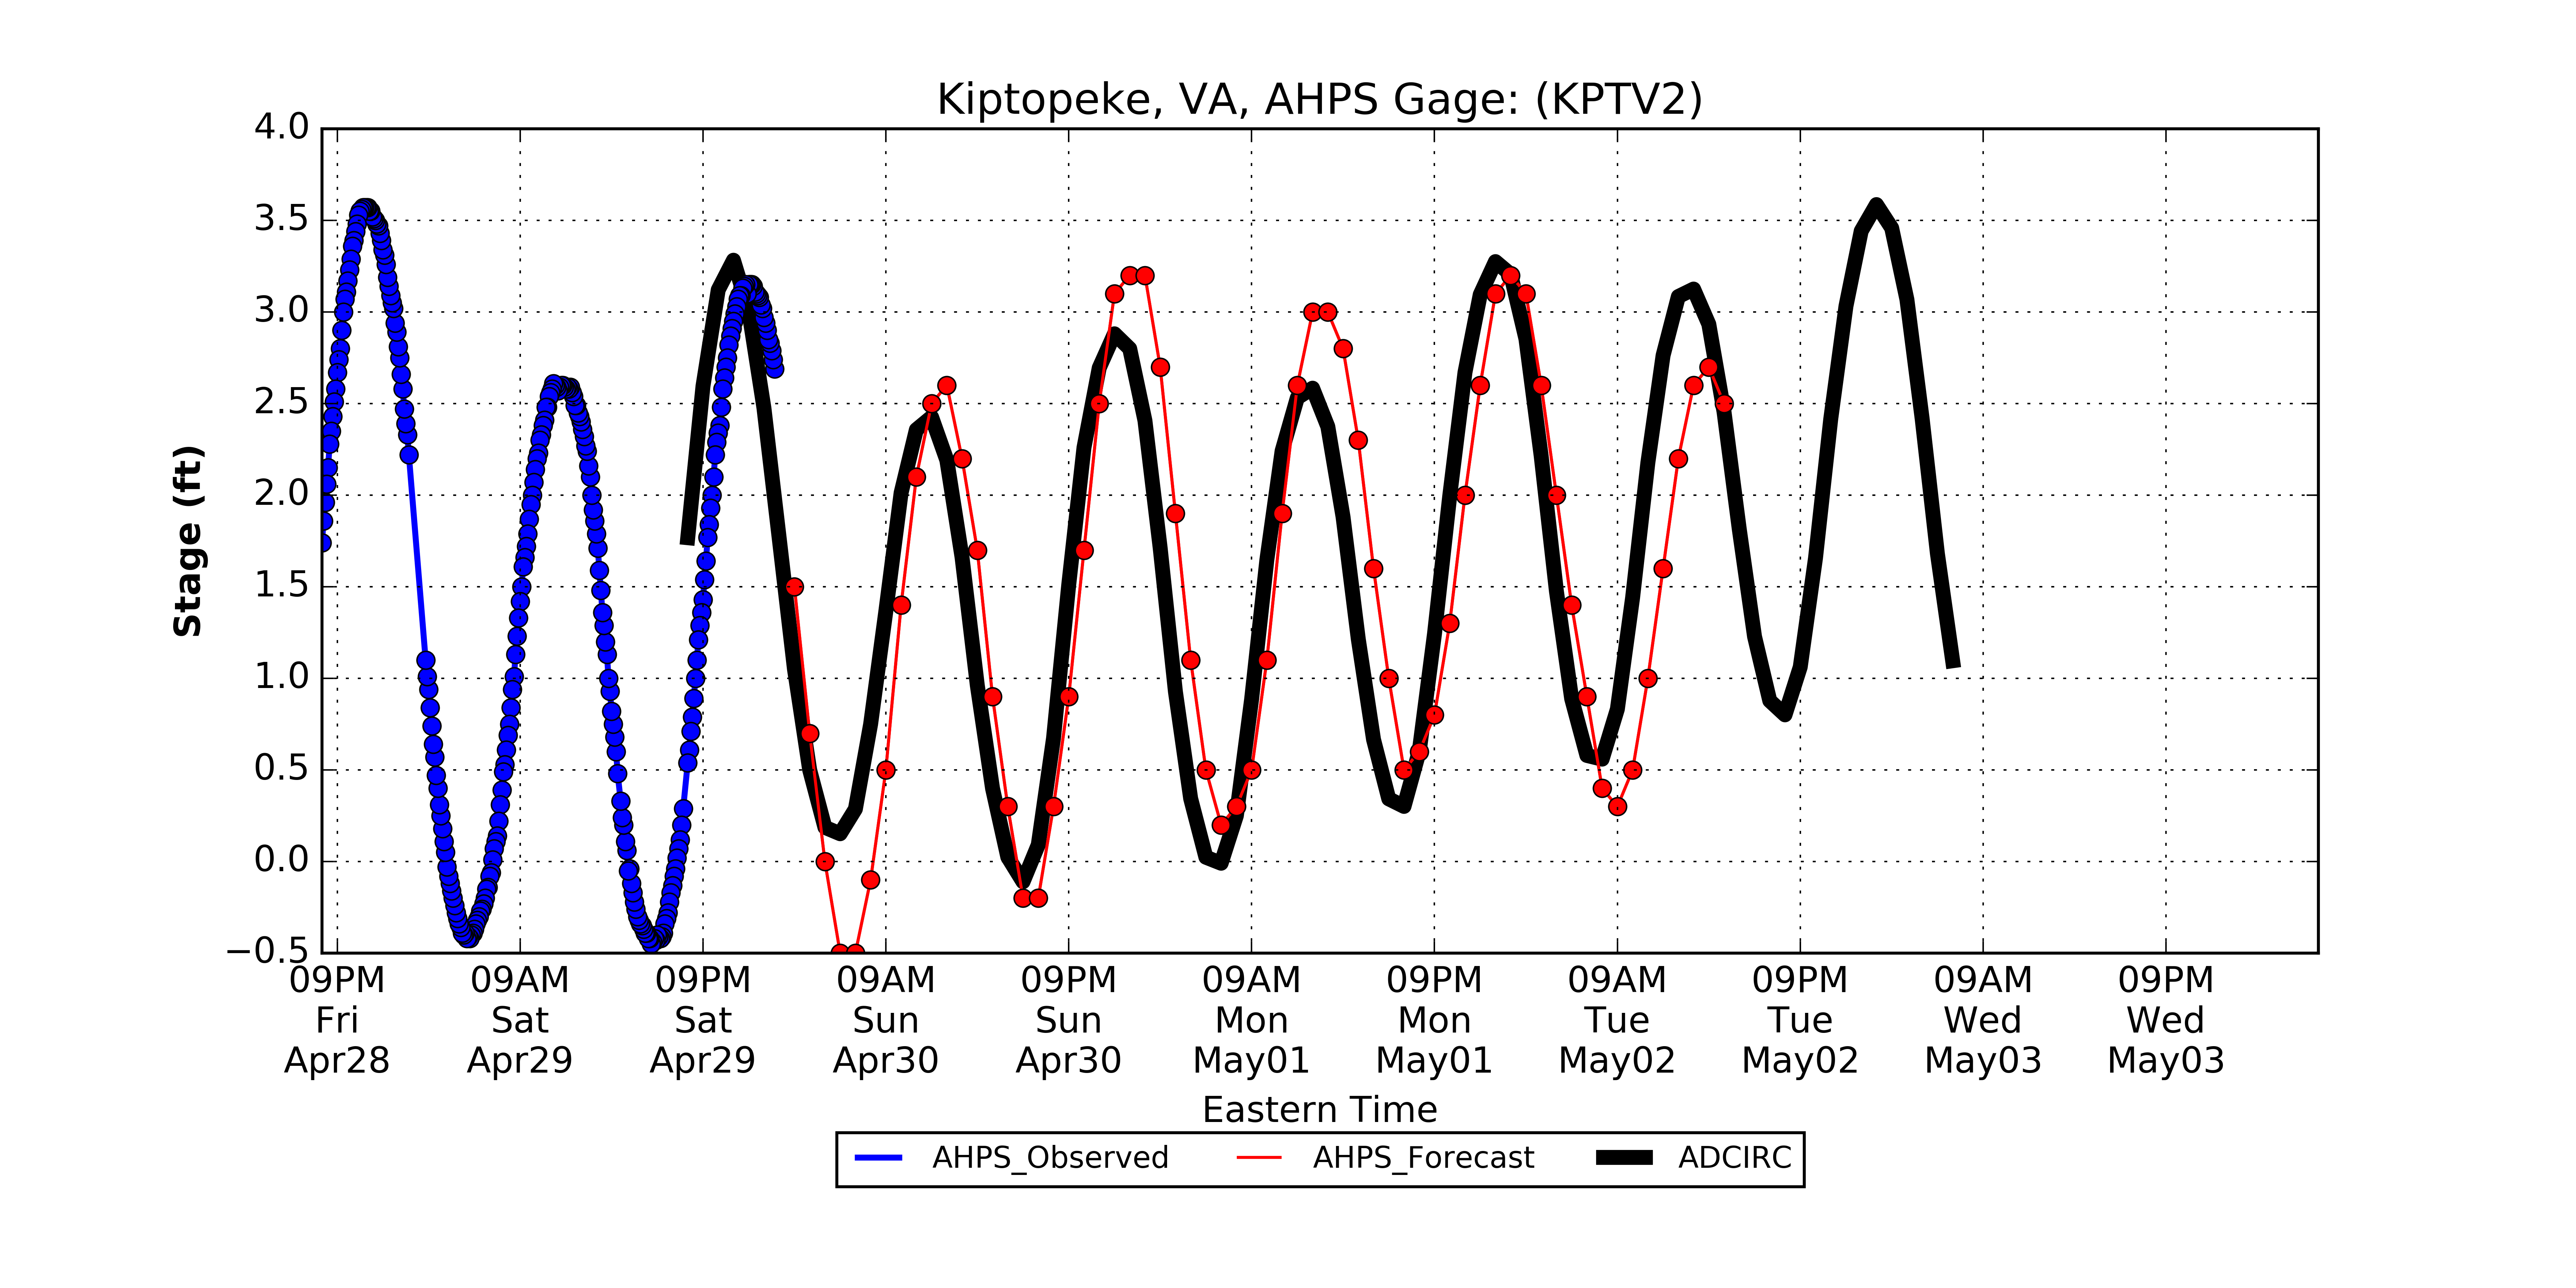 Kiptopeke, VA, AHPS Gage: (KPTV2)
4.0
3.5
3.0
2.5
2.0
1.5
1.0
0.5
0.0
−0.5
Stage (ft)
09PM 09AM 09PM 09AM 09PM 09AM 09PM 09AM 09PM 09AM 09PM
Fri Sat Sat Sun Sun Mon Mon Tue Tue Wed Wed
Apr28 Apr29 Apr29 Apr30 Apr30 May01 May01 May02 May02 May03 May03
Eastern Time
AHPS_Observed AHPS_Forecast ADCIRC